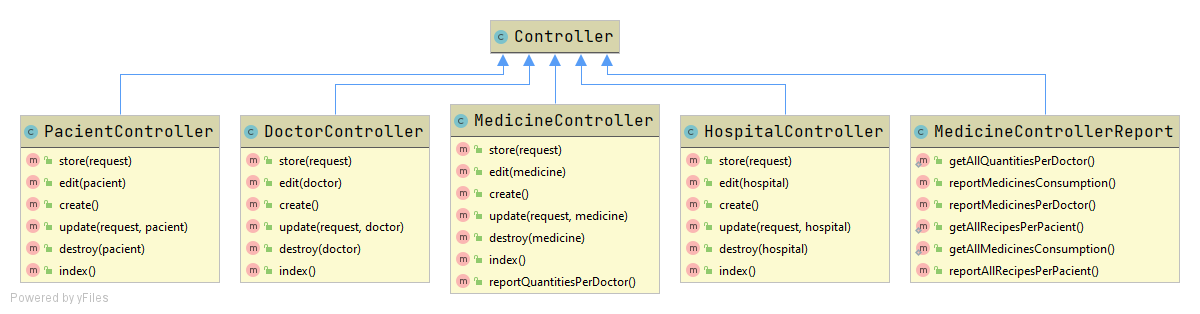 C Controller
C PacientController
m store(request)
m edit(pacient)
m create()
m update(request, pacient)
m destroy(pacient)
m index()
C DoctorController
m store(request)
m edit(doctor)
m create()
m update(request, doctor)
m destroy(doctor)
m index()
C MedicineController
m store(request)
m edit(medicine)
m create()
m update(request, medicine)
m destroy(medicine)
m index()
m reportQuantitiesPerDoctor()
C HospitalController
m store(request)
m edit(hospital)
m create()
m update(request, hospital)
m destroy(hospital)
m index()
C MedicineControllerReport
m getAllQuantitiesPerDoctor()
m reportMedicinesConsumption()
m reportMedicinesPerDoctor()
m getAllRecipesPerPacient()
m getAllMedicinesConsumption()
m reportAllRecipesPerPacient()
Powered by yFiles